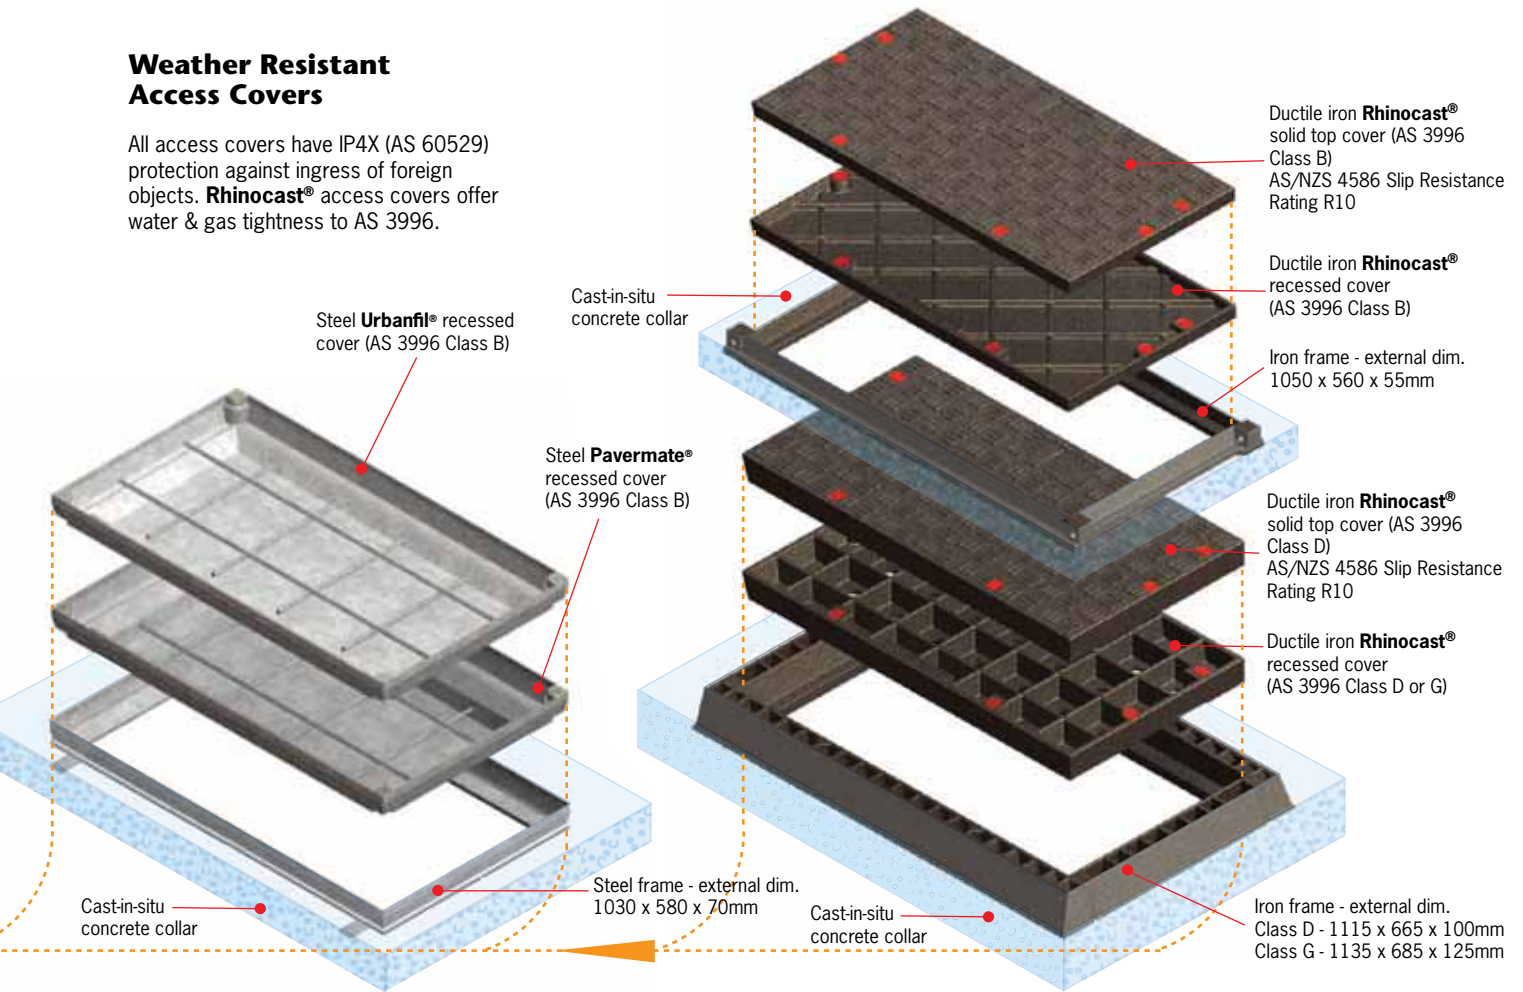 Weather Resistant
Access Covers
All access covers have IP4X (AS 60529)
protection against ingress of foreign
objects. Rhinocast® access covers offer
water & gas tightness to AS 3996.
Steel Urbanfil® recessed
cover (AS 3996 Class B)
Steel Pavermate®
recessed cover
(AS 3996 Class B)
Steel frame - external dim.
1030 x 580 x 70mm
Cast-in-situ
concrete collar
Cast-in-situ
concrete collar
Ductile iron Rhinocast®
solid top cover (AS 3996
Class B)
AS/NZS 4586 Slip Resistance
Rating R10
Ductile iron Rhinocast®
recessed cover
(AS 3996 Class B)
Iron frame - external dim.
1050 x 560 x 55mm
Ductile iron Rhinocast®
solid top cover (AS 3996
Class D)
AS/NZS 4586 Slip Resistance
Rating R10
Ductile iron Rhinocast®
recessed cover
(AS 3996 Class D or G)
Cast-in-situ
concrete collar
Iron frame - external dim.
Class D - 1115 x 665 x 100mm
Class G - 1135 x 685 x 125mm